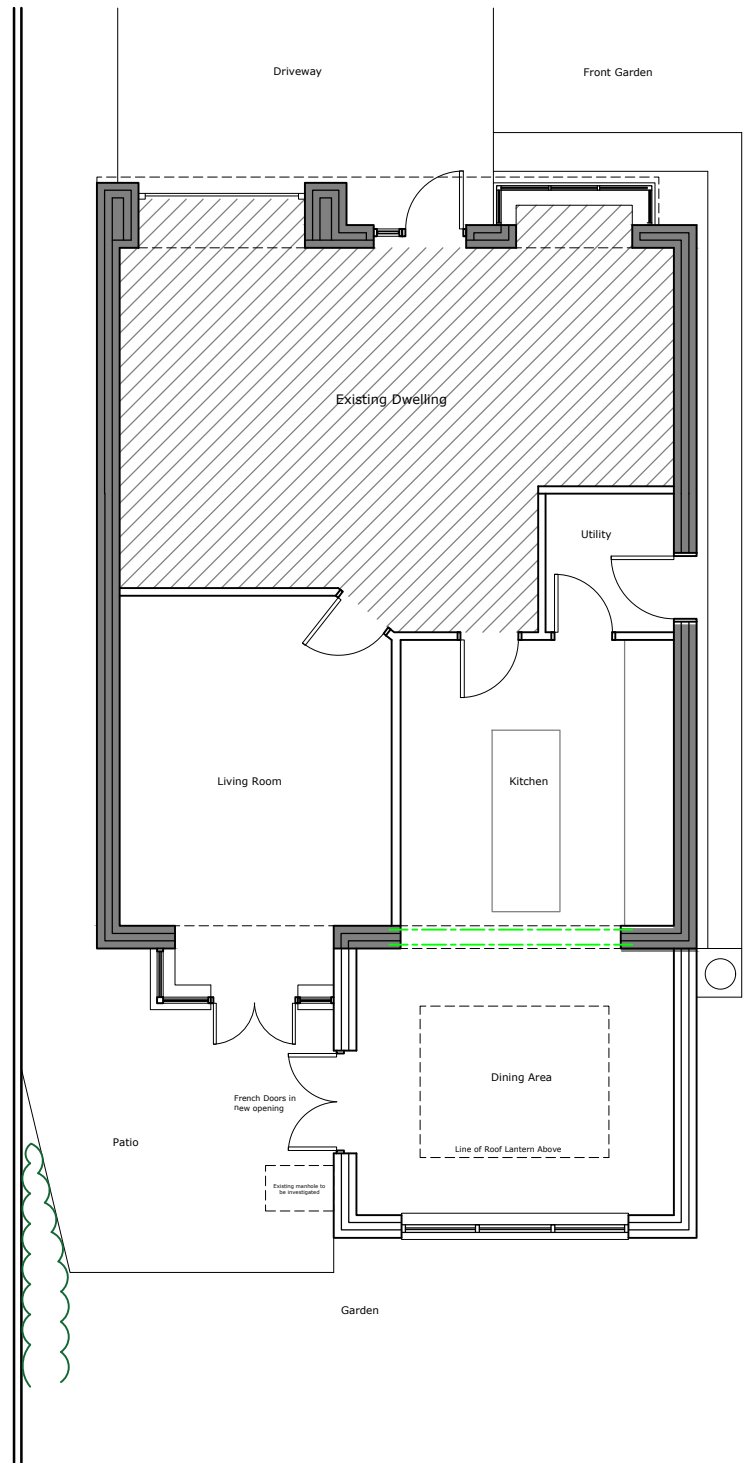 Driveway
Front Garden
Existing Dwelling
Utility
Living Room
Kitchen
Dining Area
French Doors in
new opening
Patio
Line of Roof Lantern Above
Existing manhole to
be investigated
Garden